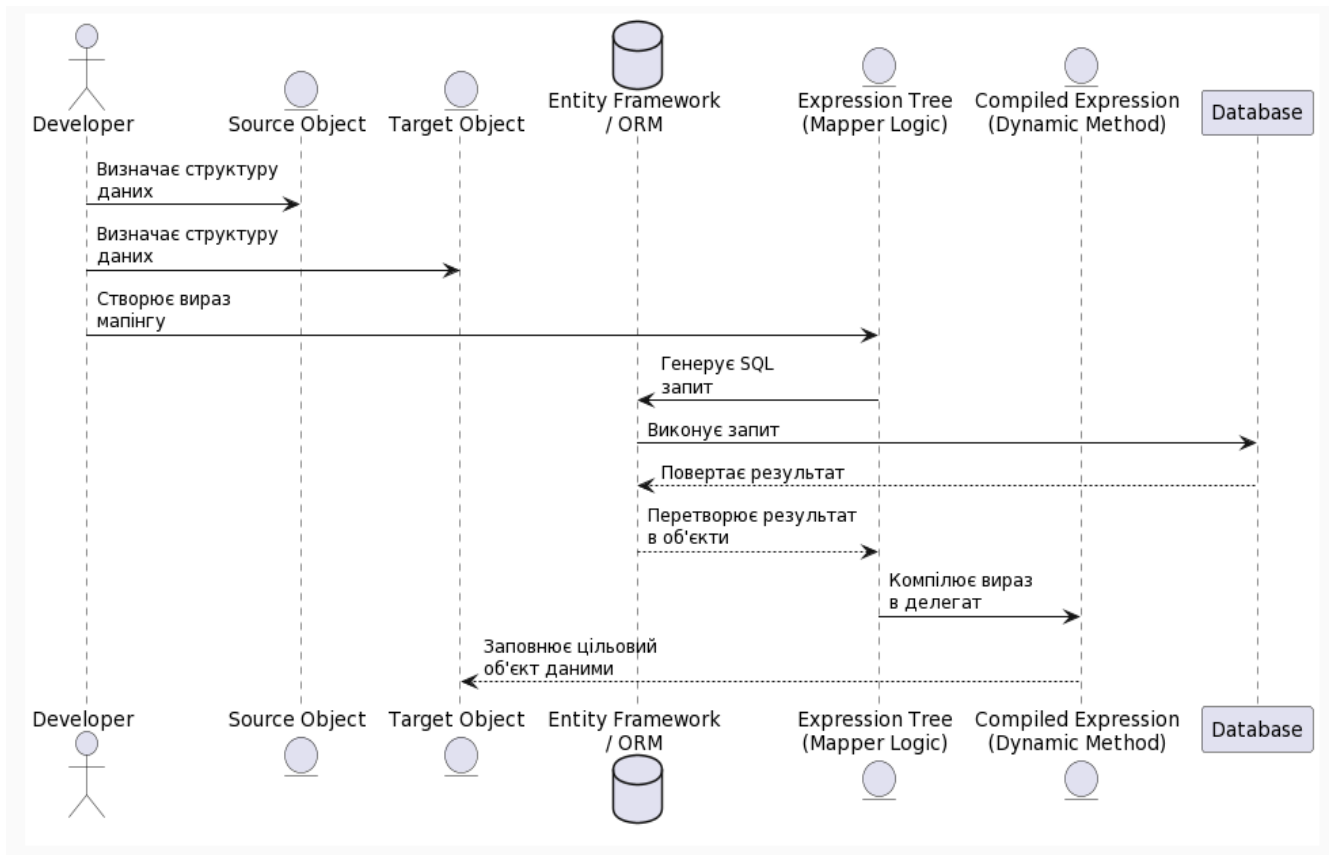 Developer
Source Object
Target Object
Entity Framework
/ ORM
Expression Tree
(Mapper Logic)
Compiled Expression
(Dynamic Method)
Database
Визначає структуру
даних
Визначає структуру
даних
Створює вираз
мапінгу
Генерує SQL
запит
Виконує запит
Повертає результат
Перетворює результат
в об'єкти
Компілює вираз
в делегат
Заповнює цільовий
об'єкт даними
Developer
Source Object
Target Object
Entity Framework
/ ORM
Expression Tree
(Mapper Logic)
Compiled Expression
(Dynamic Method)
Database